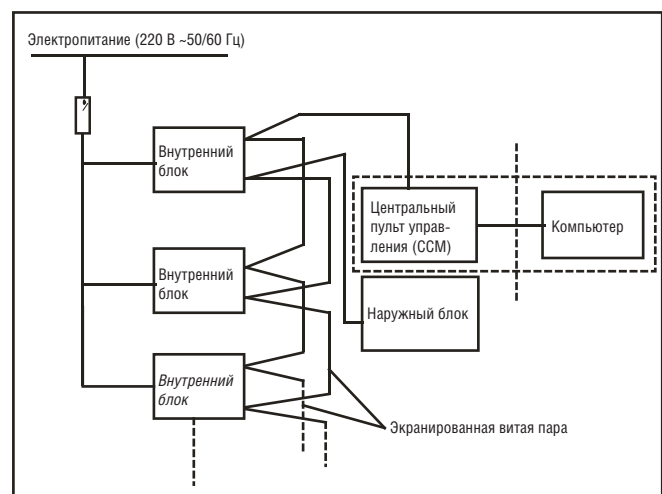 Электропитание (220 В ~50/60 Гц)
Внутренний
блок
Центральный
пульт управ-
ления (CCM)
Компьютер
Внутренний
блок
Наружный блок
Внутренний
блок
Экранированная витая пара